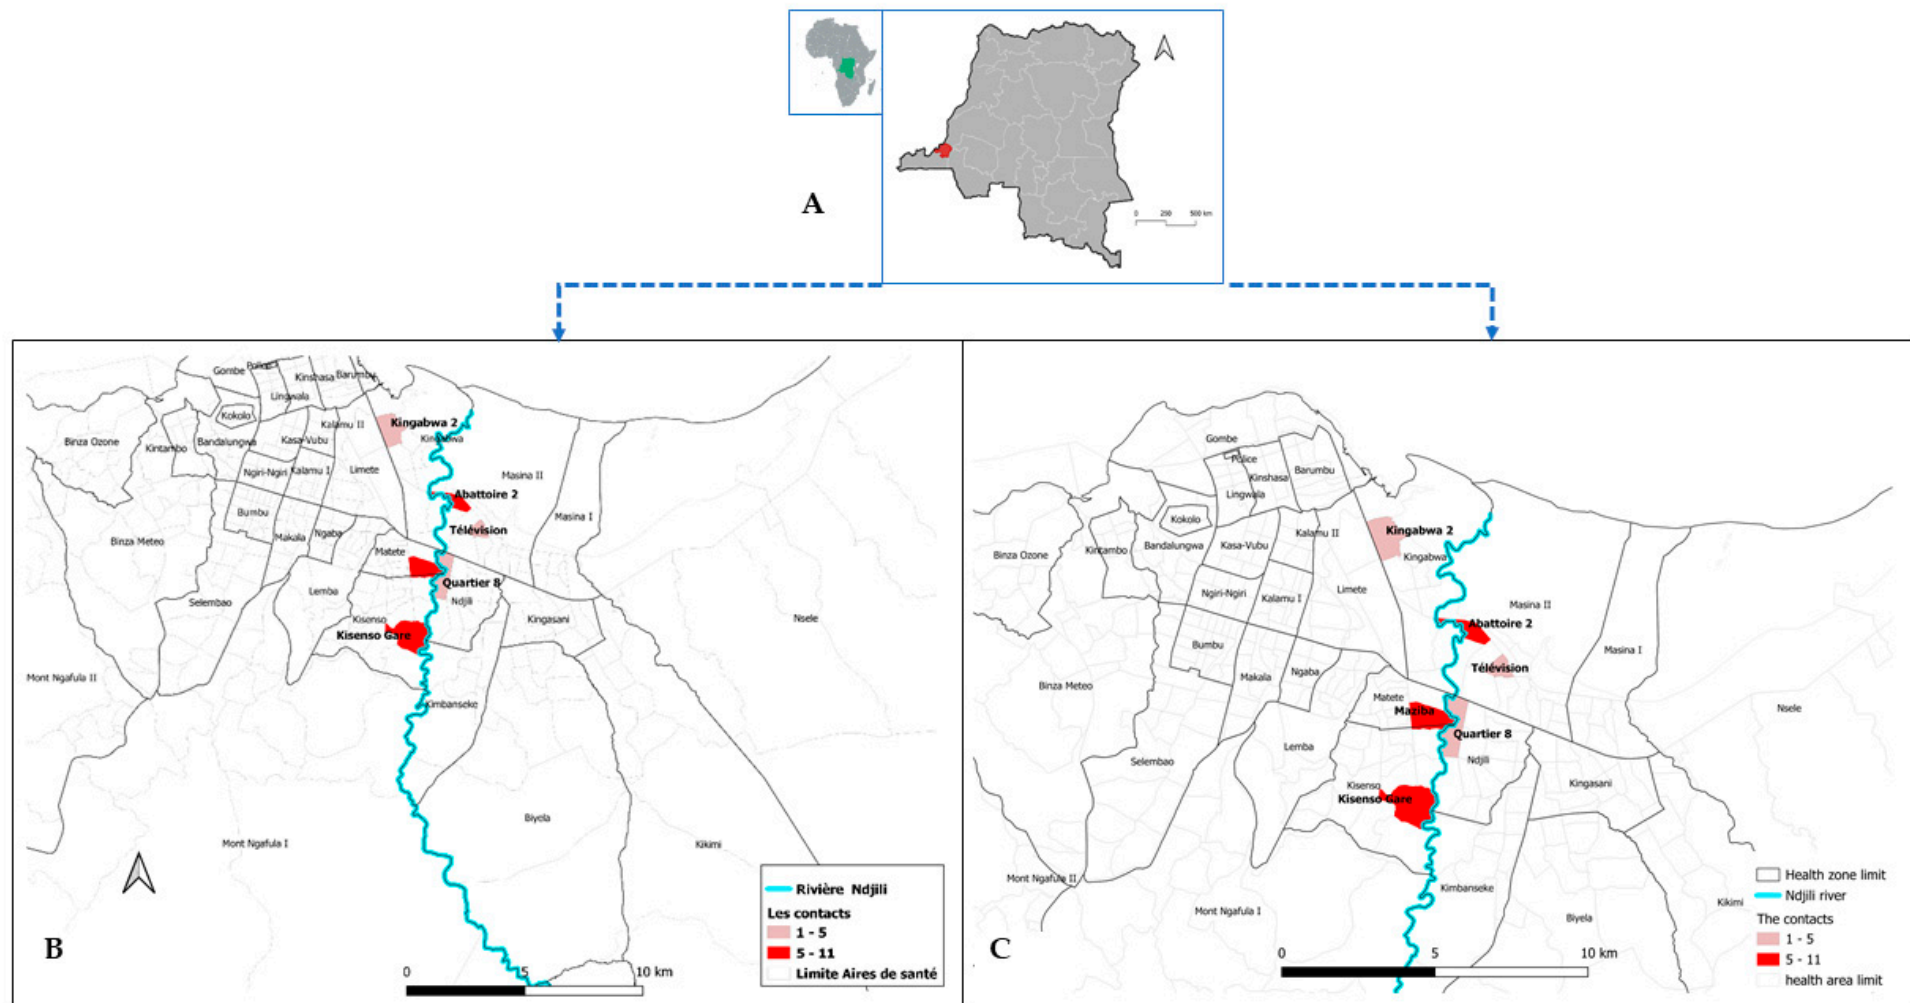 A
0 250 500 km
Gombe
Police
Kinshasa
Barumbu
Lingwala
Kokolo
Kalamu II
Kingabwa 2
Kingabwa
Binza Ozone
Kintambo
Bandalungwa
Kasa-Vubu
Ngiri-Ngiri
Kalamu I
Limete
Masina II
Abattoire 2
Bumbu
Masina I
Télévision
Makala
Ngaba
Binza Meteo
Matete
Quartier 8
Lemba
Ndjili
Selembao
Kisenso
Kingasani
Nsele
Kisenso Gare
Mont Ngafula II
Kimbanseke
Biyela
Mont Ngafula I
Kikimi
Rivière Ndjili
Les contacts
1 - 5
5 - 11
Limite Aires de santé
B
0 5 10 km
Gombe
Police
Kinshasa
Barumbu
Lingwala
Kokolo
Kingabwa 2
Kalamu II
Binza Ozone
Kintambo
Bandalungwa
Kasa-Vubu
Kingabwa
Ngiri-Ngiri
Kalamu I
Limete
Masina II
Abattoire 2
Bumbu
Masina I
Télévision
Makala
Ngaba
Binza Meteo
Matete
Maziba
Nsele
Quartier 8
Lemba
Selembao
Ndjili
Kisenso
Kingasani
Kisenso Gare
Mont Ngafula II
Kimbanseke
Mont Ngafula I
Biyela
Kikimi
Health zone limit
Ndjili river
The contacts
1 - 5
5 - 11
health area limit
C
0 5 10 km